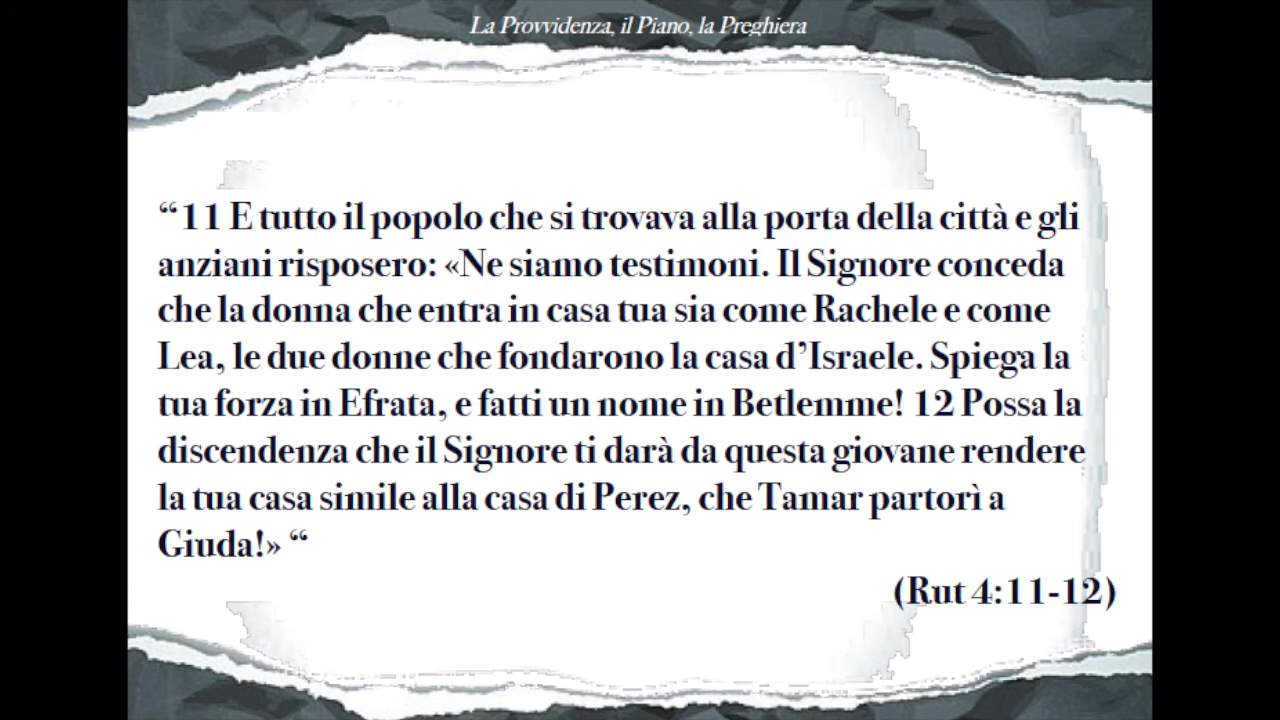 La Provvidenza, il Piano, la Preghiera
“11 E tutto il popolo che si trovava alla porta della città e gli
anziani risposero: «Ne siamo testimoni. Il Signore conceda
che la donna che entra in casa tua sia come Rachele e come
Lea, le due donne che fondarono la casa d’Israele. Spiega la
tua forza in Efrata, e fatti un nome in Betlemme! 12 Possa la
discendenza che il Signore ti darà da questa giovane rendere
la tua casa simile alla casa di Perez, che Tamar partorì a
Giuda!» “
(Rut 4:11-12)